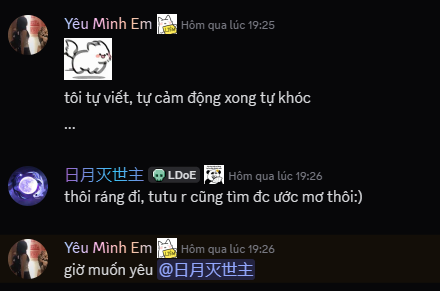 Yêu Mình Em Hôm qua lúc 19:25
tôi tự viết, tự cảm động xong tự khóc
...
日月灭世主 LDoE Hôm qua lúc 19:26
thôi ráng đi, tutu r cũng tìm đc ước mơ thôi:)
Yêu Mình Em Hôm qua lúc 19:26
giờ muốn yêu @日月灭世主